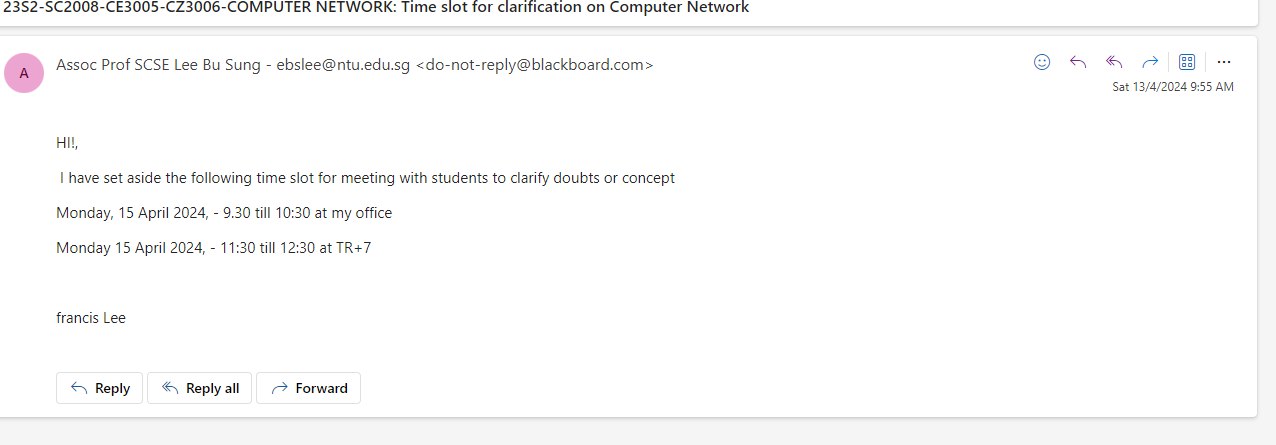 23S2-SC2008-CE3005-CZ3006-COMPUTER NETWORK: Time slot for clarification on Computer Network
A
Assoc Prof SCSE Lee Bu Sung - ebslee@ntu.edu.sg <do-not-reply@blackboard.com>
Sat 13/4/2024 9:55 AM
HI!,
I have set aside the following time slot for meeting with students to clarify doubts or concept
Monday, 15 April 2024, - 9.30 till 10:30 at my office
Monday 15 April 2024, - 11:30 till 12:30 at TR+7
francis Lee
Reply Reply all Forward